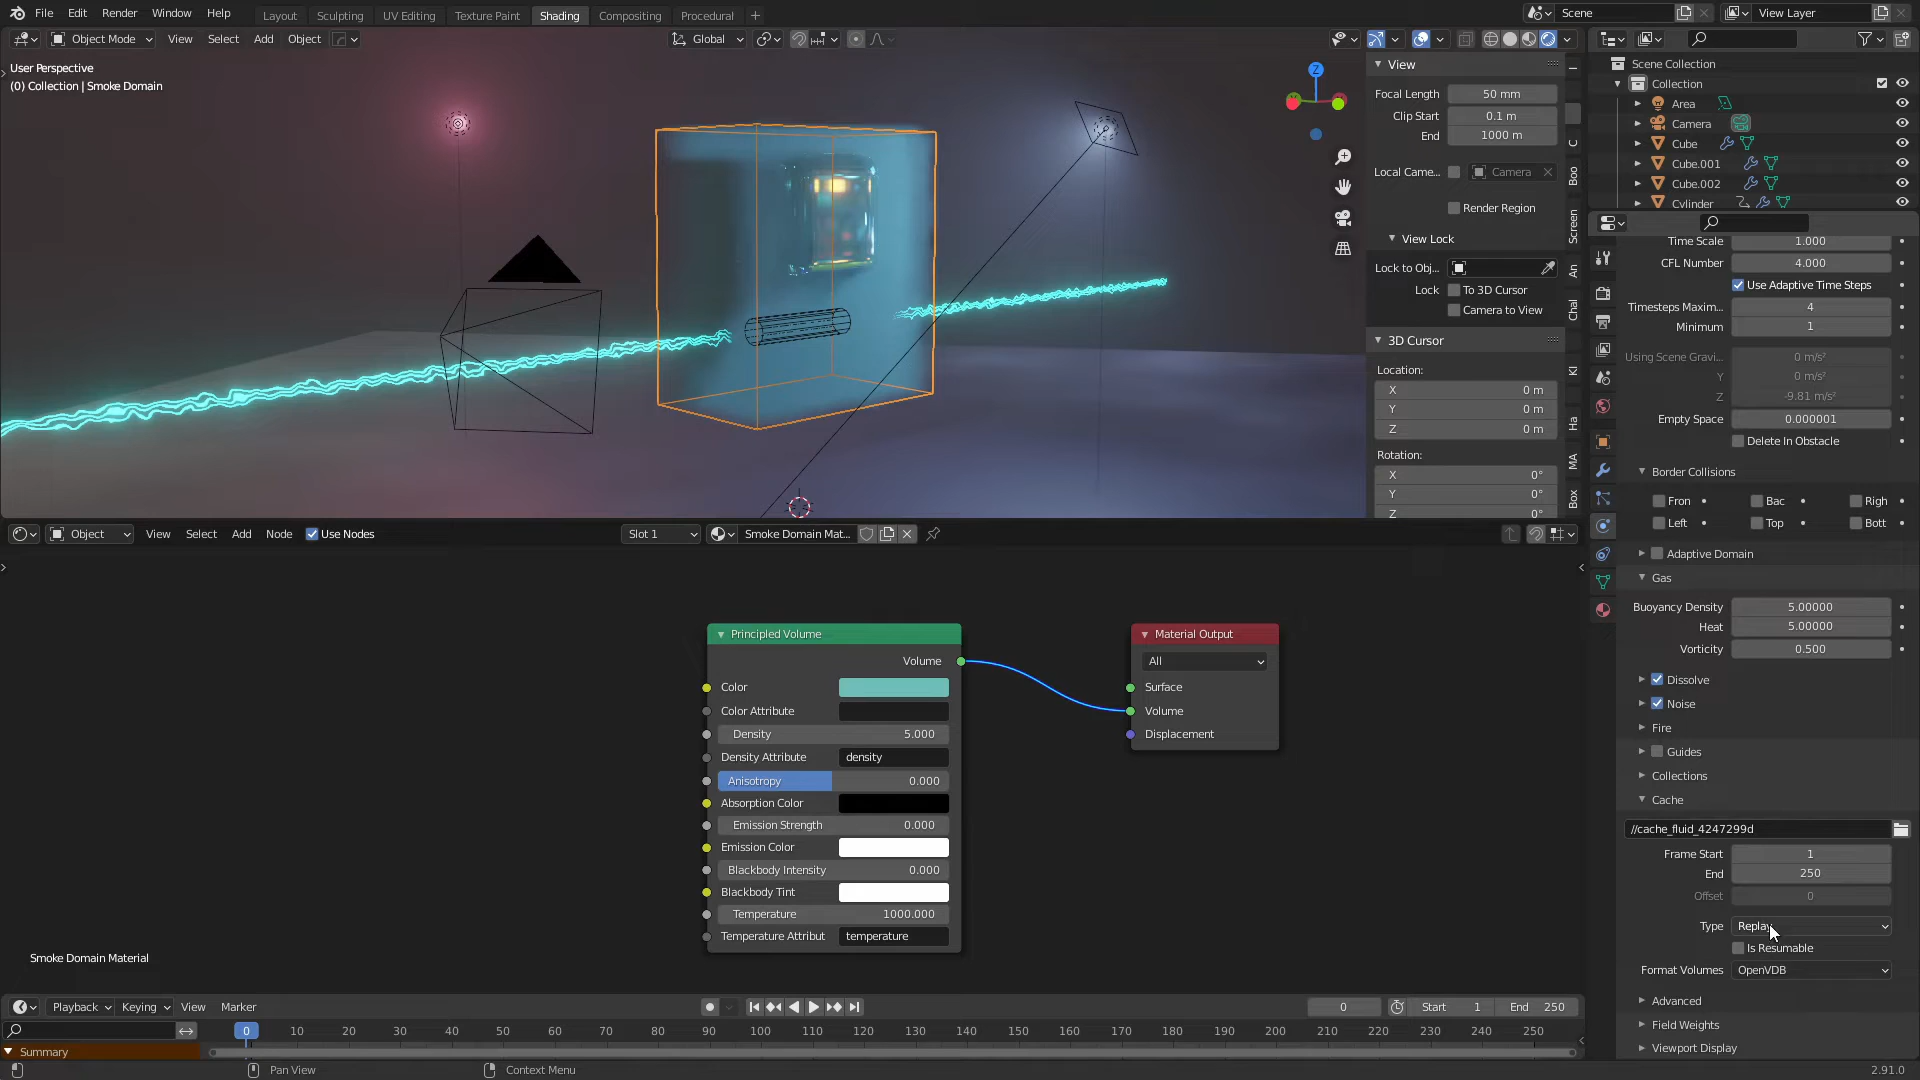 File Edit Render Window Help Layout Sculpting UV Editing Texture Paint Shading Compositing Procedural + Scene View Layer
Object Mode View Select Add Object Global
User Perspective
(0) Collection | Smoke Domain
View
Focal Length 50 mm
Clip Start 0.1 m
End 1000 m
Local Came... Camera
Render Region
View Lock
Lock to Obj...
Lock To 3D Cursor
Camera to View
3D Cursor
Location:
X 0 m
Y 0 m
Z 0 m
Rotation:
X 0°
Y 0°
Z 0°
C
Boo
Screen
An
Chal
KI
Ha
MA
Box
Z
Scene Collection
Collection
Area
Camera
Cube
Cube.001
Cube.002
Cylinder
Time Scale 1.000
CFL Number 4.000
Use Adaptive Time Steps
Timesteps Maxim... 4
Minimum 1
Using Scene Gravi... 0 m/s²
Y 0 m/s²
Z -9.81 m/s²
Empty Space 0.000001
Delete In Obstacle
Border Collisions
Fron Bac Righ
Left Top Bott
Adaptive Domain
Gas
Buoyancy Density 5.00000
Heat 5.00000
Vorticity 0.500
Dissolve
Noise
Fire
Guides
Collections
Cache
//cache_fluid_4247299d
Frame Start 1
End 250
Offset 0
Type Replay
Is Resumable
Format Volumes OpenVDB
Advanced
Field Weights
Viewport Display
Object View Select Add Node Use Nodes Slot 1 Smoke Domain Mat...
Principled Volume
Volume
Color
Color Attribute
Density 5.000
Density Attribute density
Anisotropy 0.000
Absorption Color
Emission Strength 0.000
Emission Color
Blackbody Intensity 0.000
Blackbody Tint
Temperature 1000.000
Temperature Attribut temperature
Material Output
All
Surface
Volume
Displacement
Smoke Domain Material
Playback Keying View Marker 0 Start 1 End 250
0 10 20 30 40 50 60 70 80 90 100 110 120 130 140 150 160 170 180 190 200 210 220 230 240 250
Summary
Pan View Context Menu 2.91.0